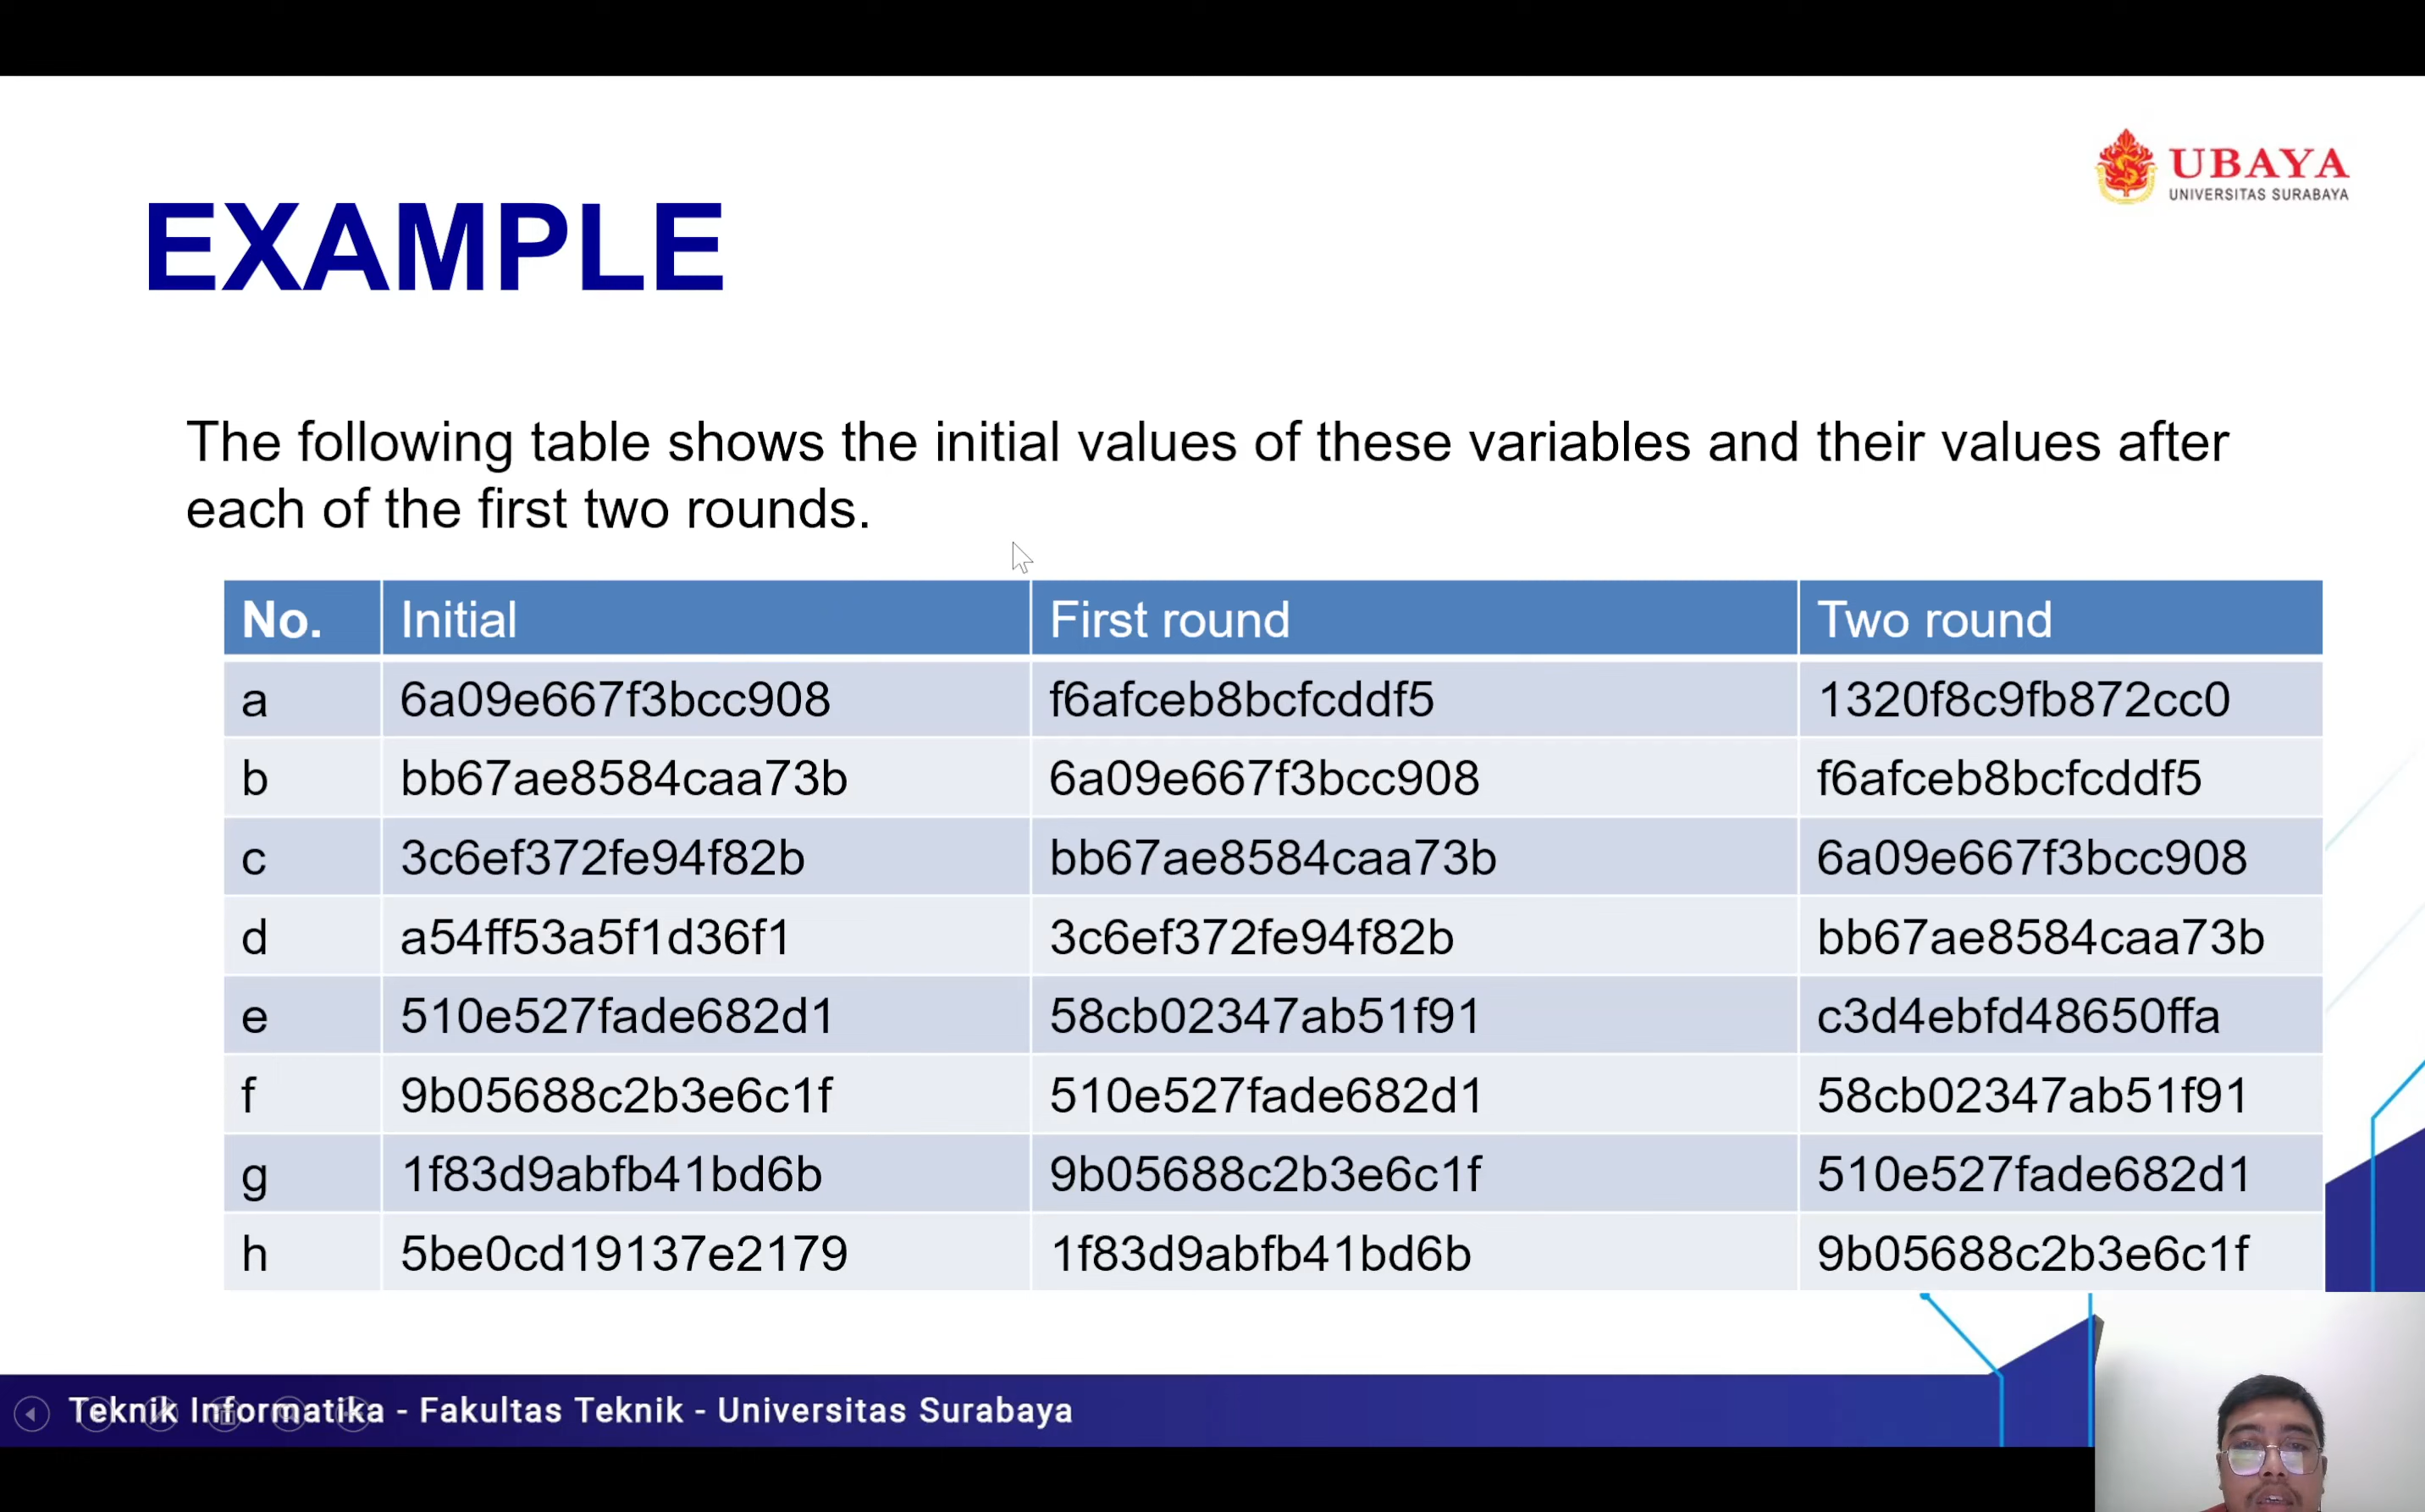 UBAYA
UNIVERSITAS SURABAYA
EXAMPLE
The following table shows the initial values of these variables and their values after
each of the first two rounds.
No. Initial First round Two round
a 6a09e667f3bcc908 f6afceb8bcfcddf5 1320f8c9fb872cc0
b bb67ae8584caa73b 6a09e667f3bcc908 f6afceb8bcfcddf5
c 3c6ef372fe94f82b bb67ae8584caa73b 6a09e667f3bcc908
d a54ff53a5f1d36f1 3c6ef372fe94f82b bb67ae8584caa73b
e 510e527fade682d1 58cb02347ab51f91 c3d4ebfd48650ffa
f 9b05688c2b3e6c1f 510e527fade682d1 58cb02347ab51f91
g 1f83d9abfb41bd6b 9b05688c2b3e6c1f 510e527fade682d1
h 5be0cd19137e2179 1f83d9abfb41bd6b 9b05688c2b3e6c1f
Teknik Informatika - Fakultas Teknik - Universitas Surabaya